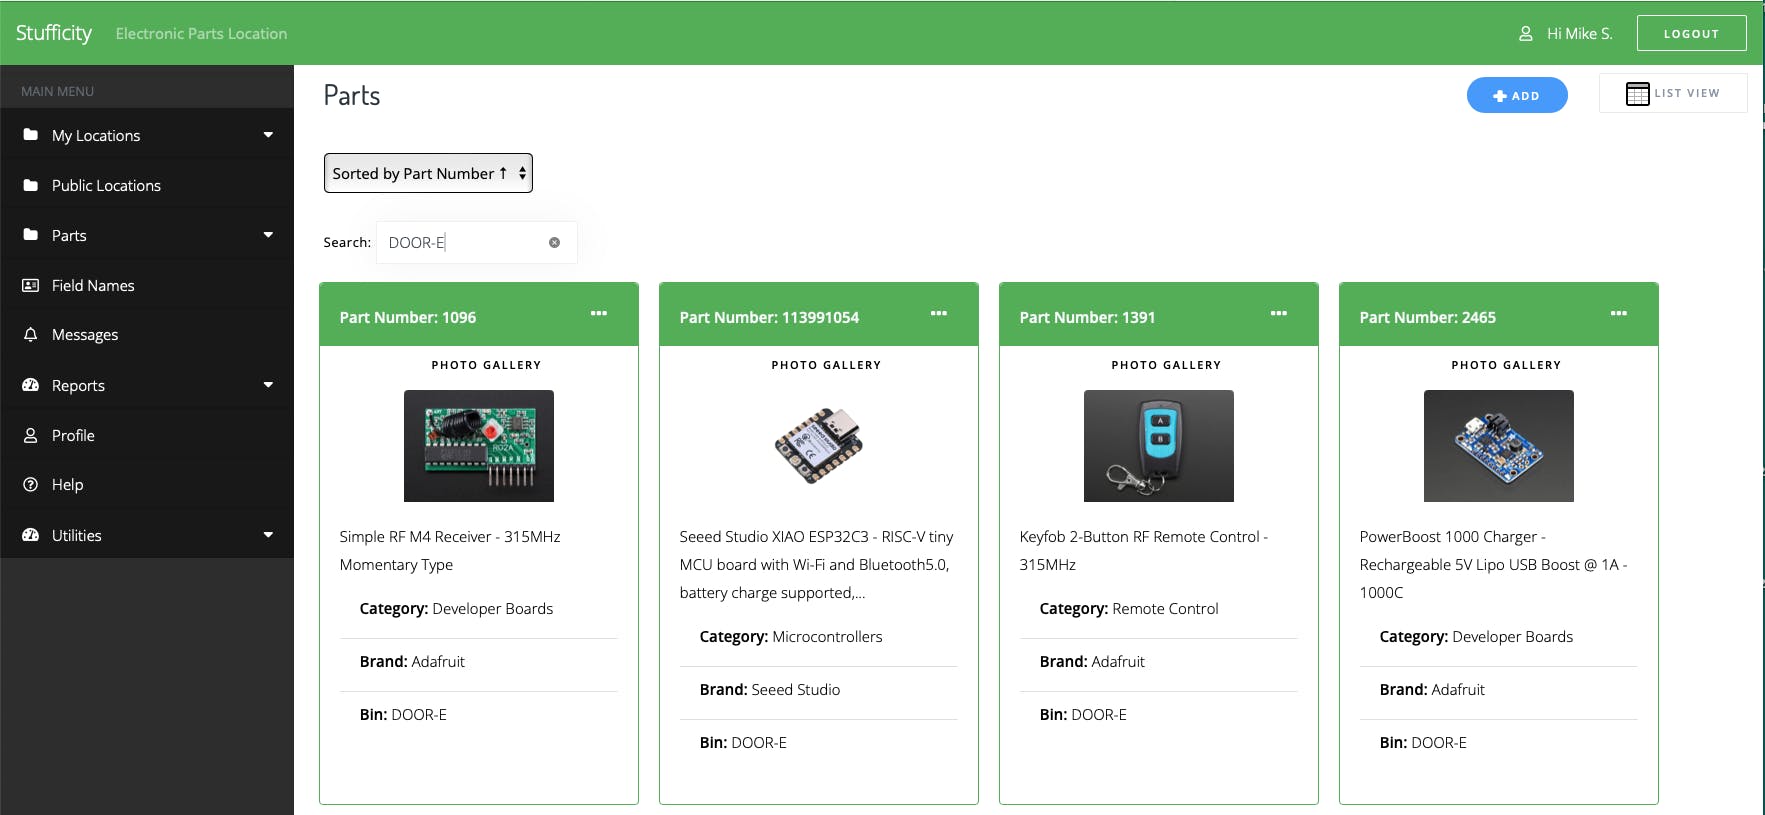 Stufficity Electronic Parts Location Hi Mike S. LOGOUT
MAIN MENU
My Locations
Public Locations
Parts
Field Names
Messages
Reports
Profile
Help
Utilities
Parts
ADD
LIST VIEW
Sorted by Part Number ↑
Search: DOOR-E
Part Number: 1096
PHOTO GALLERY
Simple RF M4 Receiver - 315MHz
Momentary Type
Category: Developer Boards
Brand: Adafruit
Bin: DOOR-E
Part Number: 113991054
PHOTO GALLERY
seeed studio
Seeed Studio XIAO ESP32C3 - RISC-V tiny
MCU board with Wi-Fi and Bluetooth5.0,
battery charge supported,...
Category: Microcontrollers
Brand: Seeed Studio
Bin: DOOR-E
Part Number: 1391
PHOTO GALLERY
A
B
Keyfob 2-Button RF Remote Control -
315MHz
Category: Remote Control
Brand: Adafruit
Bin: DOOR-E
Part Number: 2465
PHOTO GALLERY
PowerBoost 1000 Charger -
Rechargeable 5V Lipo USB Boost @ 1A -
1000C
Category: Developer Boards
Brand: Adafruit
Bin: DOOR-E